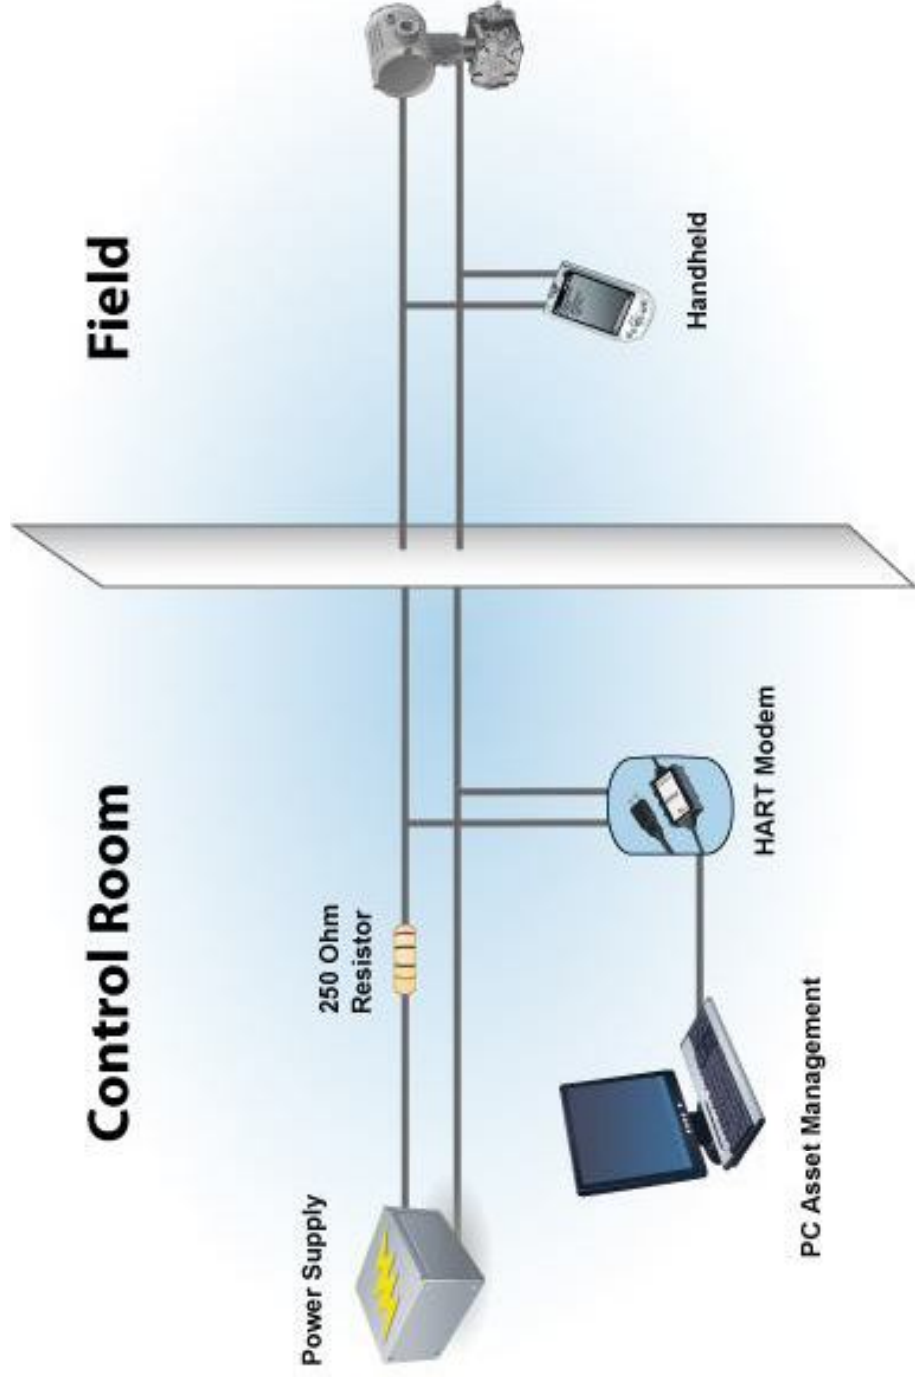 Control Room
Field
Power Supply
250 Ohm
Resistor
Handheld
HART Modem
PC Asset Management